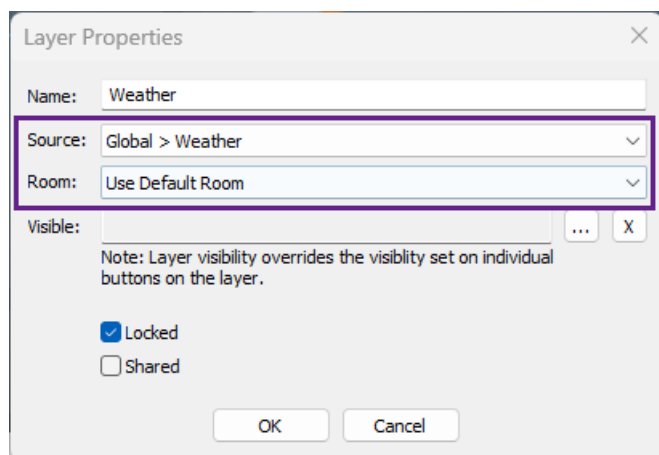 Layer Properties
Name: Weather
Source: Global > Weather
Room: Use Default Room
Visible: ... X
Note: Layer visibility overrides the visiblity set on individual
buttons on the layer.
Locked
Shared
OK Cancel